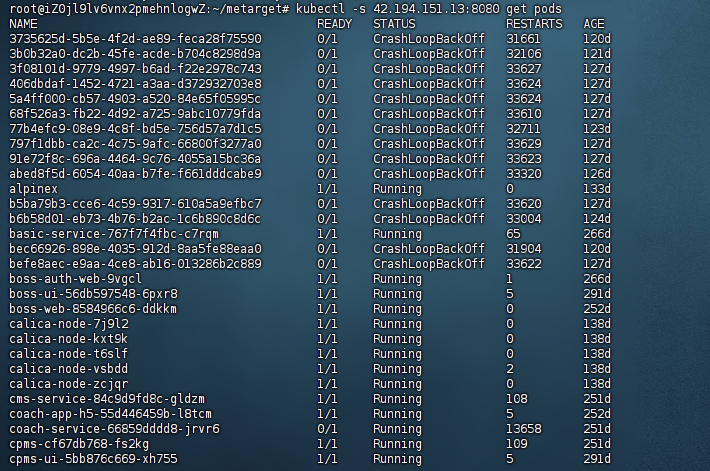 root@iZ0jl9lv6vnx2pmehnlogwZ:~/metarget# kubectl -s 42.194.151.13:8080 get pods
NAME READY STATUS RESTARTS AGE
3735625d-5b5e-4f2d-ae89-feca28f75590 0/1 CrashLoopBackOff 31661 120d
3b0b32a0-dc2b-45fe-acde-b704c8298d9a 0/1 CrashLoopBackOff 32106 121d
3f08101d-9779-4997-b6ad-f22e2978c743 0/1 CrashLoopBackOff 33627 127d
406dbdaf-1452-4721-a3aa-d372932703e8 0/1 CrashLoopBackOff 33624 127d
5a4ff000-cb57-4903-a520-84e65f05995c 0/1 CrashLoopBackOff 33624 127d
68f526a3-fb22-4d92-a725-9abc10779fda 0/1 CrashLoopBackOff 33610 127d
77b4efc9-08e9-4c8f-bd5e-756d57a7d1c5 0/1 CrashLoopBackOff 32711 123d
797f1dbb-ca2c-4c75-9afc-66800f3277a0 0/1 CrashLoopBackOff 33629 127d
91e72f8c-696a-4464-9c76-4055a15bc36a 0/1 CrashLoopBackOff 33623 127d
abed8f5d-6054-40aa-b7fe-f661dddcabe9 0/1 CrashLoopBackOff 33320 126d
alpinex 1/1 Running 0 133d
b5ba79b3-cce6-4c59-9317-610a5a9efbc7 0/1 CrashLoopBackOff 33620 127d
b6b58d01-eb73-4b76-b2ac-1c6b890c8d6c 0/1 CrashLoopBackOff 33004 124d
basic-service-767f7f4fbc-c7rqm 1/1 Running 65 266d
bec66926-898e-4035-912d-8aa5fe88eaa0 0/1 CrashLoopBackOff 31904 120d
befe8aec-e9aa-4ce8-ab16-013286b2c889 0/1 CrashLoopBackOff 33622 127d
boss-auth-web-9vgcl 1/1 Running 1 266d
boss-ui-56db597548-6pxr8 1/1 Running 5 291d
boss-web-8584966c6-ddkkm 1/1 Running 0 252d
calica-node-7j9l2 1/1 Running 0 138d
calica-node-kxt9k 1/1 Running 0 138d
calica-node-t6slf 1/1 Running 0 138d
calica-node-vsbdd 1/1 Running 2 138d
calica-node-zcjqr 1/1 Running 0 138d
cms-service-84c9d9fd8c-gldzm 1/1 Running 108 251d
coach-app-h5-55d446459b-l8tcm 1/1 Running 5 252d
coach-service-66859dddd8-jrvr6 0/1 Running 13658 251d
cpms-cf67db768-fs2kg 1/1 Running 109 251d
cpms-ui-5bb876c669-xh755 1/1 Running 5 291d